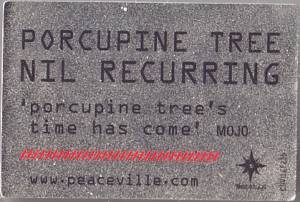 PORCUPINE TREE
NIL RECURRING
'porcupine tree's
time has come' MOJO
www.peaceville.com